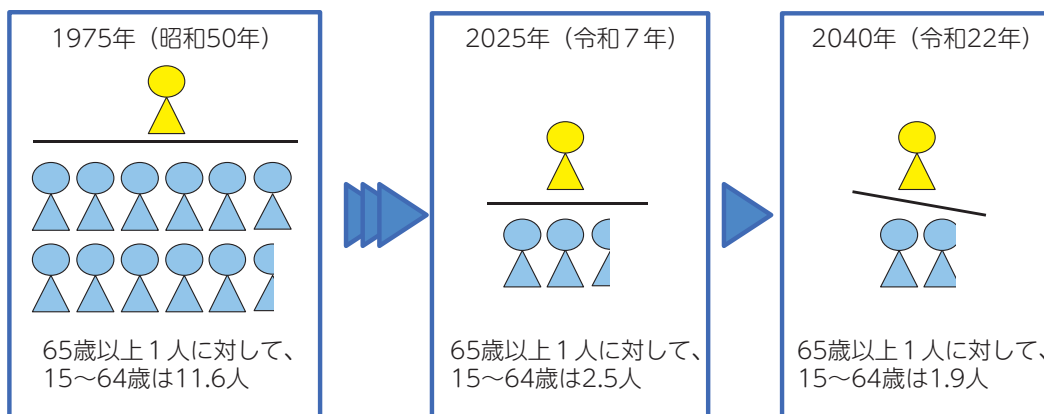 1975年（昭和50年）
65歳以上１人に対して、
15～64歳は11.6人
2025年（令和７年）
65歳以上１人に対して、
15～64歳は2.5人
2040年（令和22年）
65歳以上１人に対して、
15～64歳は1.9人